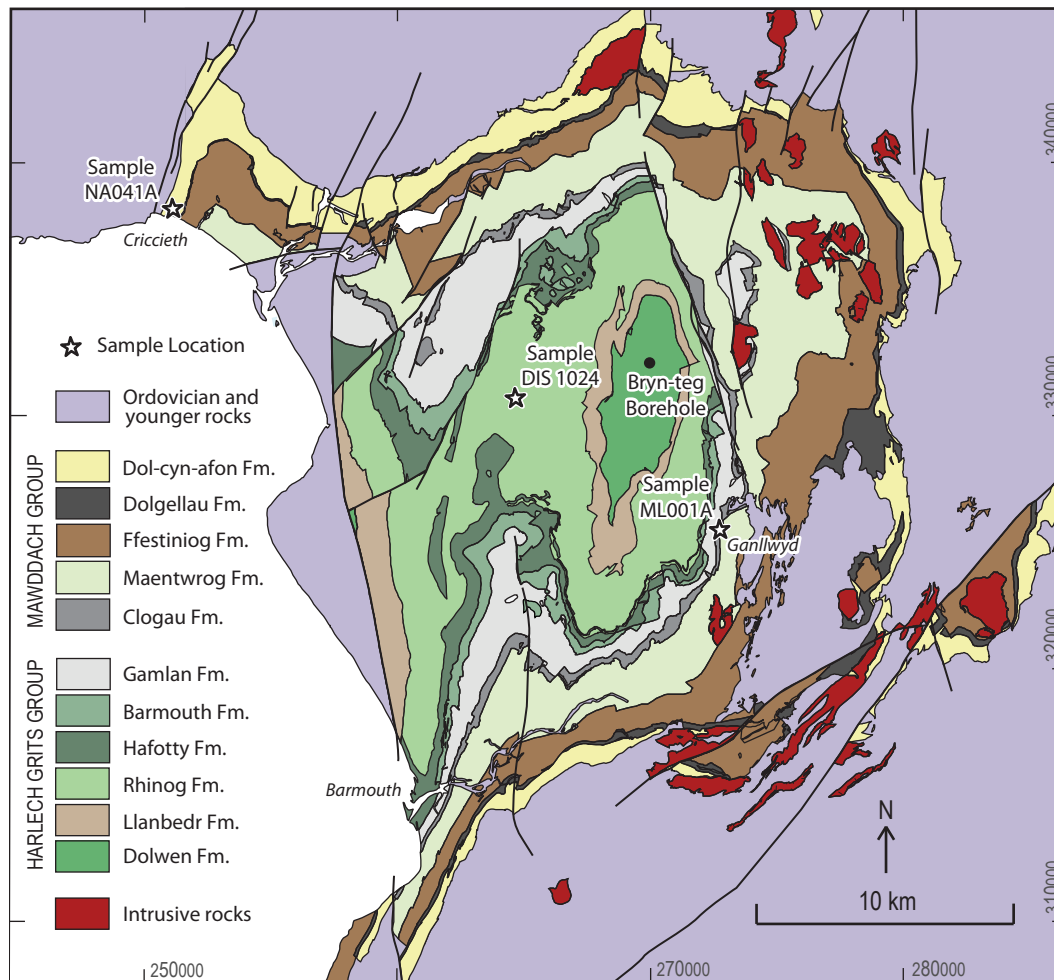 Sample
NA041A
Criccieth
Sample Location
Sample
DIS 1024
Bryn-teg
Borehole
Sample
ML001A
Ganllwyd
Barmouth
Ordovician and
younger rocks
MAWDDACH GROUP
Dol-cyn-afon Fm.
Dolgellau Fm.
Ffestiniog Fm.
Maentwrog Fm.
Clogau Fm.
HARLECH GRITS GROUP
Gamlan Fm.
Barmouth Fm.
Hafotty Fm.
Rhinog Fm.
Llanbedr Fm.
Dolwen Fm.
Intrusive rocks
N
10 km
340000
330000
320000
310000
250000
270000
280000